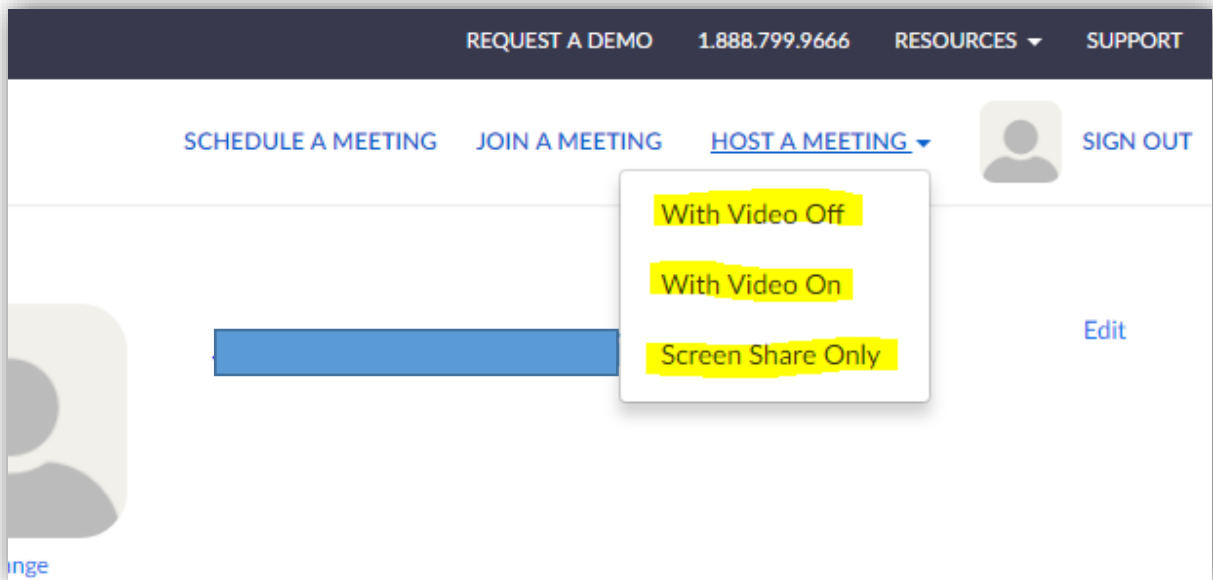 REQUEST A DEMO 1.888.799.9666 RESOURCES SUPPORT
SCHEDULE A MEETING JOIN A MEETING HOST A MEETING SIGN OUT
With Video Off
With Video On
Edit
Screen Share Only